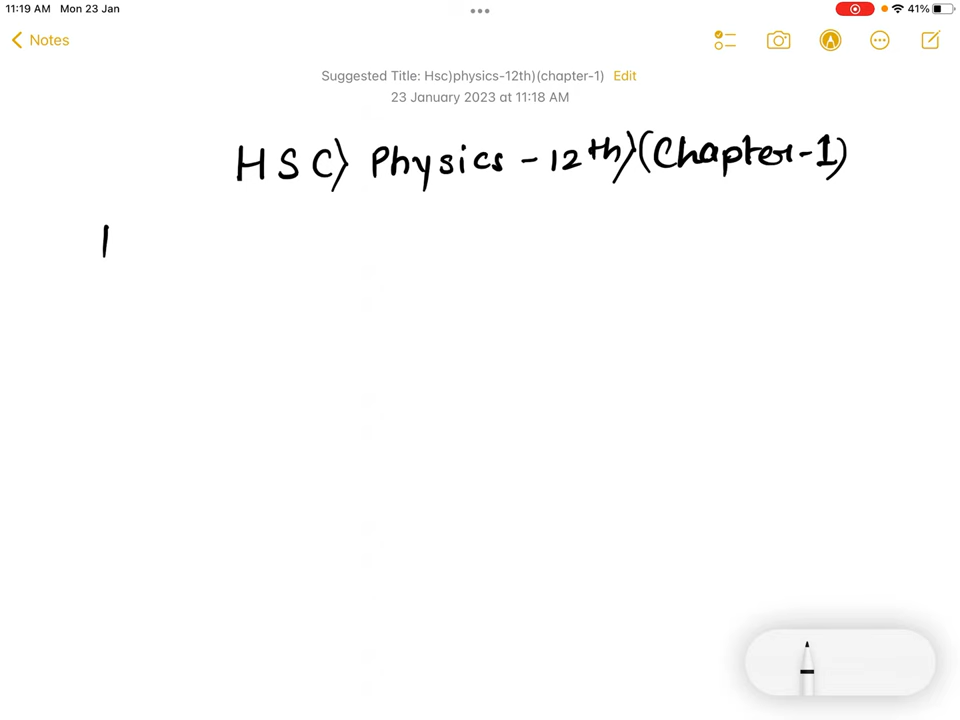 11:19 AM Mon 23 Jan
41%
Notes
Suggested Title: Hsc)physics-12th)(chapter-1) Edit
23 January 2023 at 11:18 AM
HSC) Physics - 12th)(Chapter-1)